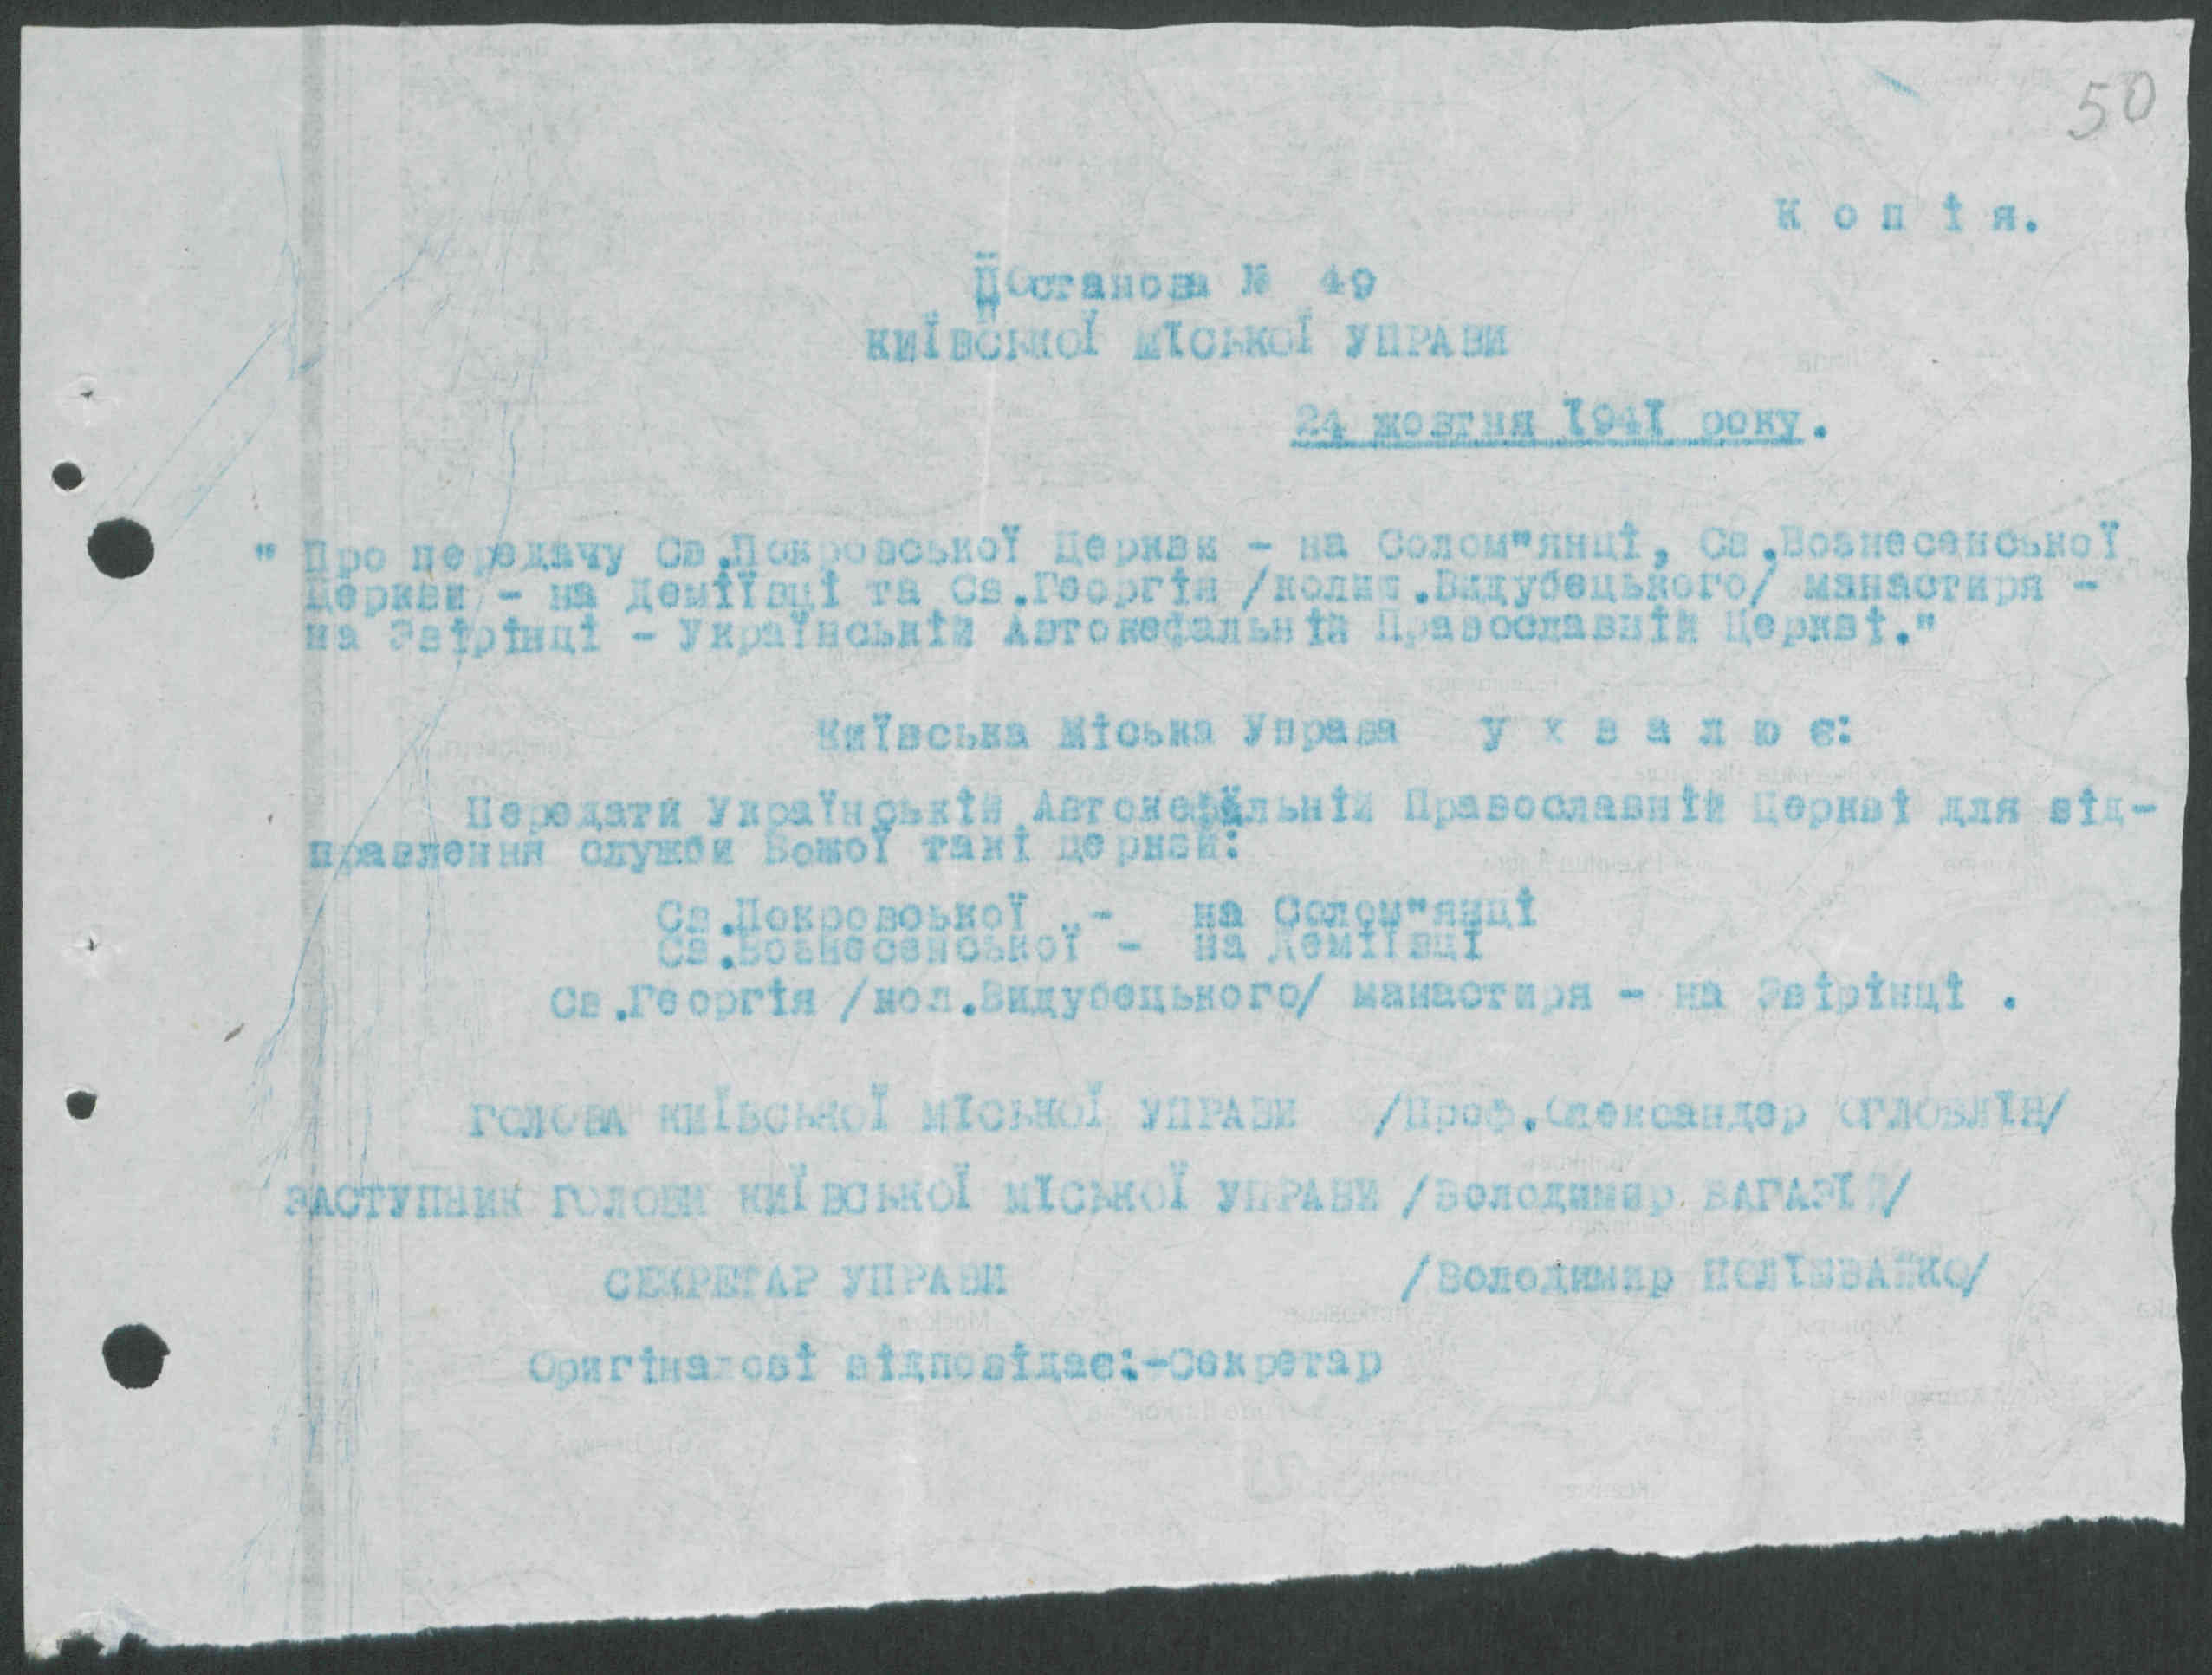 50
К о п і я.
Постанова № 49
КИЇВСЬКОЇ МІСЬКОЇ УПРАВИ
24 жовтня 1941 року.
" Про передачу Св.Покровської Церкви - на Солом"янці, Св.Вознесенської
Церкви - на Деміївці та Св.Георгія /колиш.Видубецького/ манастиря -
на Звірінці - Українській Автокефальній Православній Церкві."
Київська Міська Управа у х в а л ю є:
Передати Українській Автокефальній Православній Церкві для від-
правлення служби Божої такі церкви:
Св.Покровської - на Солом"янці
Св.Вознесенської - на Деміївці
Св.Георгія /кол.Видубецького/ манастиря - на Звірінці .
ГОЛОВА КИЇВСЬКОЇ МІСЬКОЇ УПРАВИ /Проф.Олександер ОГЛОБЛІН/
ЗАСТУПНИК ГОЛОВИ КИЇВСЬКОЇ МІСЬКОЇ УПРАВИ /Володимир БАГАЗІЙ/
СЕКРЕТАР УПРАВИ /Володимир
Оригіналові відповідає:-Секретар